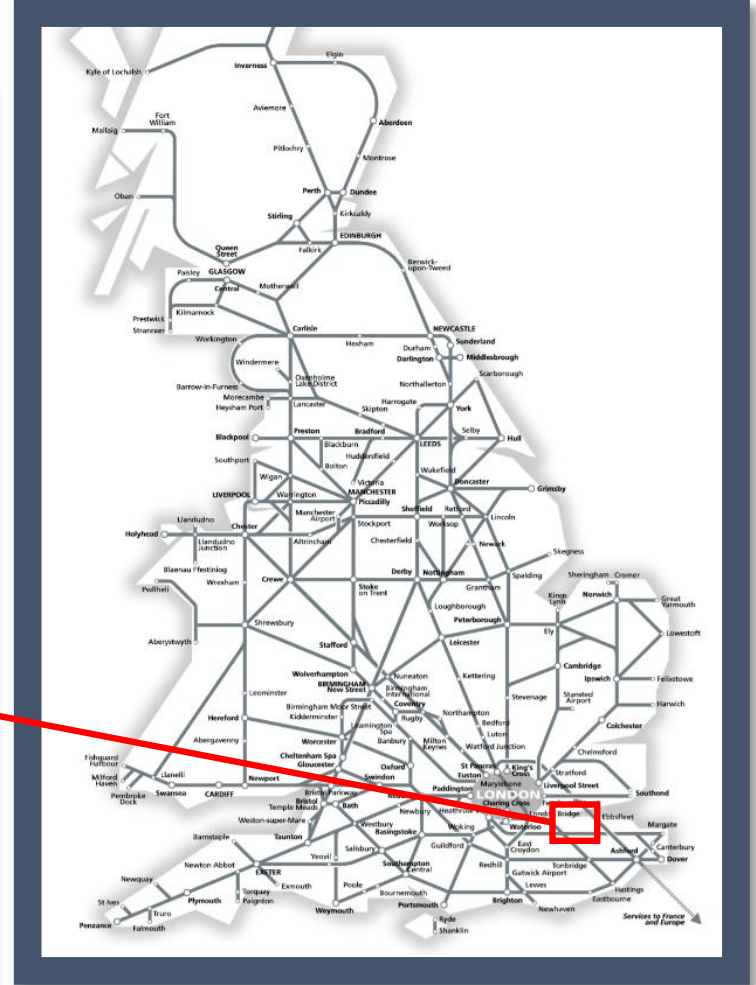 Kyle of Lochalsh
Inverness
Elgin
Aviemore
Aberdeen
Fort
William
Mallaig
Pitlochry
Montrose
Oban
Perth
Dundee
Stirling
Kirkcaldy
Queen
Street
Falkirk
EDINBURGH
Berwick-
upon-Tweed
Paisley
GLASGOW
Central
Motherwell
Prestwick
Kilmarnock
Stranraer
Carlisle
NEWCASTLE
Workington
Hexham
Durham
Sunderland
Darlington
Middlesbrough
Windermere
Scarborough
Oxenholme
Lake District
Northallerton
Barrow-in-Furness
Morecambe
Lancaster
Harrogate
York
Heysham Port
Skipton
Blackpool
Preston
Bradford
LEEDS
Selby
Hull
Blackburn
Southport
Huddersfield
Bolton
Wakefield
Wigan
Victoria
Doncaster
Grimsby
LIVERPOOL
Warrington
MANCHESTER
Piccadilly
Sheffield
Retford
Lincoln
Llandudno
Chester
Manchester
Airport
Stockport
Worksop
Holyhead
Llandudno
Junction
Altrincham
Chesterfield
Newark
Skegness
Blaenau Ffestiniog
Wrexham
Crewe
Stoke
on Trent
Derby
Nottingham
Grantham
Spalding
Sheringham
Cromer
Pwllheli
Kings
Lynn
Norwich
Great
Yarmouth
Loughborough
Shrewsbury
Peterborough
Ely
Lowestoft
Aberystwyth
Stafford
Leicester
Wolverhampton
Cambridge
BIRMINGHAM
New Street
Nuneaton
Birmingham
International
Kettering
Ipswich
Felixstowe
Leominster
Coventry
Stevenage
Stansted
Airport
Birmingham Moor Street
Rugby
Northampton
Harwich
Hereford
Kidderminster
Leamington
Spa
Bedford
Colchester
Abergavenny
Worcester
Banbury
Milton
Keynes
Luton
Watford Junction
Chelmsford
Cheltenham Spa
Gloucester
Oxford
St Pancras
King's
Cross
Stratford
Fishguard
Harbour
Euston
Marylebone
Liverpool Street
Milford
Haven
Llanelli
Swansea
CARDIFF
Newport
Bristol Parkway
Swindon
Paddington
LONDON
Southend
Pembroke
Dock
Bristol
Temple Meads
Bath
Charing Cross
Newbury
Heathrow
Bridge
Ebbsfleet
Weston-super-Mare
Westbury
Basingstoke
Woking
Waterloo
Margate
Barnstaple
Taunton
Salisbury
Guildford
East
Croydon
Canterbury
Ashford
Dover
Newton Abbot
Yeovil
Southampton
Central
Redhill
Tonbridge
Gatwick Airport
Newquay
EXETER
Exmouth
Poole
Bournemouth
Lewes
Hastings
Eastbourne
St Ives
Torquay
Paignton
Plymouth
Weymouth
Portsmouth
Brighton
Newhaven
Truro
Penzance
Falmouth
Ryde
Shanklin
Services to France
and Europe